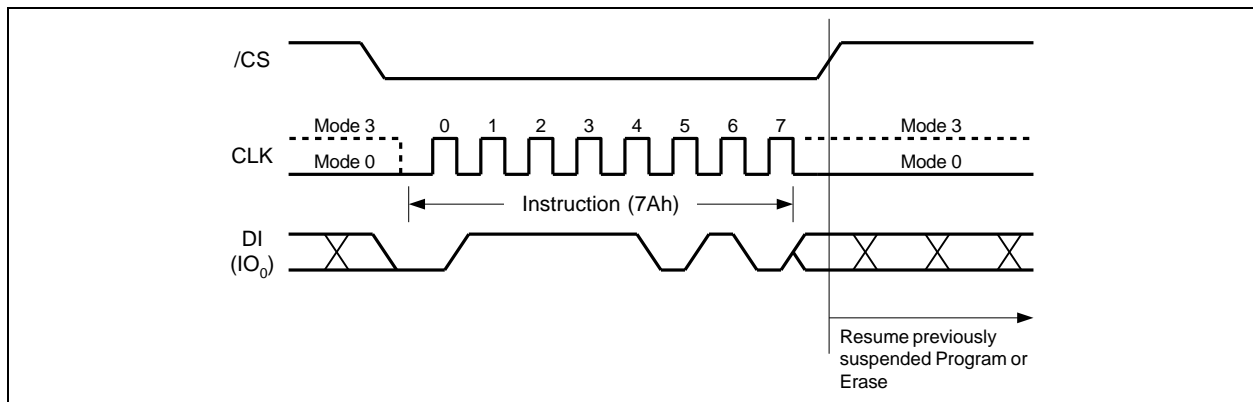 /CS
Mode 3 0 1 2 3 4 5 6 7 Mode 3
CLK
Mode 0 Mode 0
Instruction (7Ah)
DI
(IO0)
Resume previously
suspended Program or
Erase